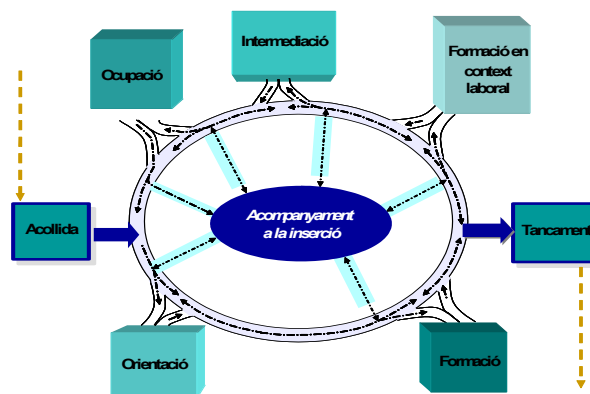 Intermediació
Ocupació
Formació en
context
laboral
Acollida
Acompanyament
a la inserció
Tancament
Orientació
Formació